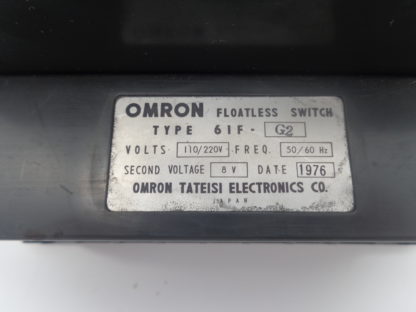 OMRON FLOATLESS SWITCH
TYPE 61F-G2
VOLTS 110/220V. FREQ. 50/60 Hz
SECOND VOLTAGE 8 V DATE 1976
OMRON TATEISI ELECTRONICS CO.
JAPAN